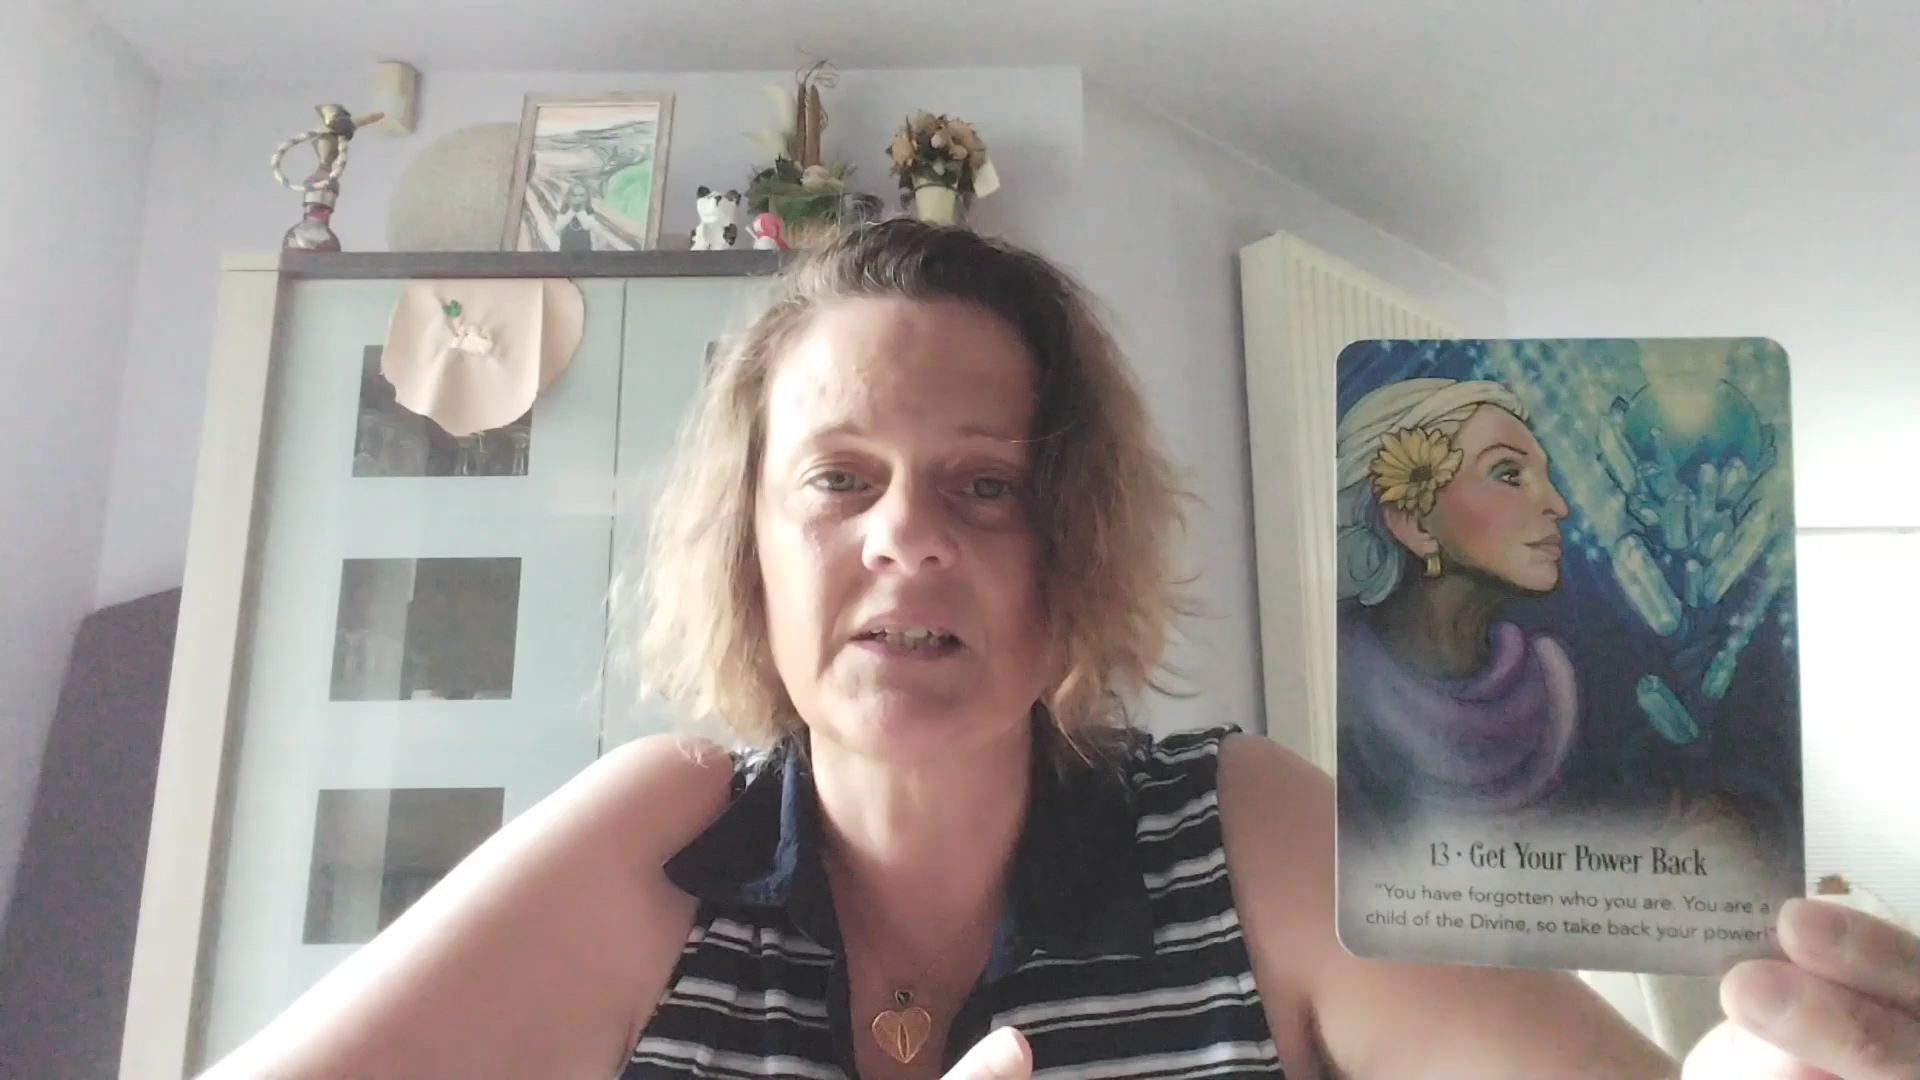 13 · Get Your Power Back
"You have forgotten who you are. You are a
child of the Divine, so take back your power!"